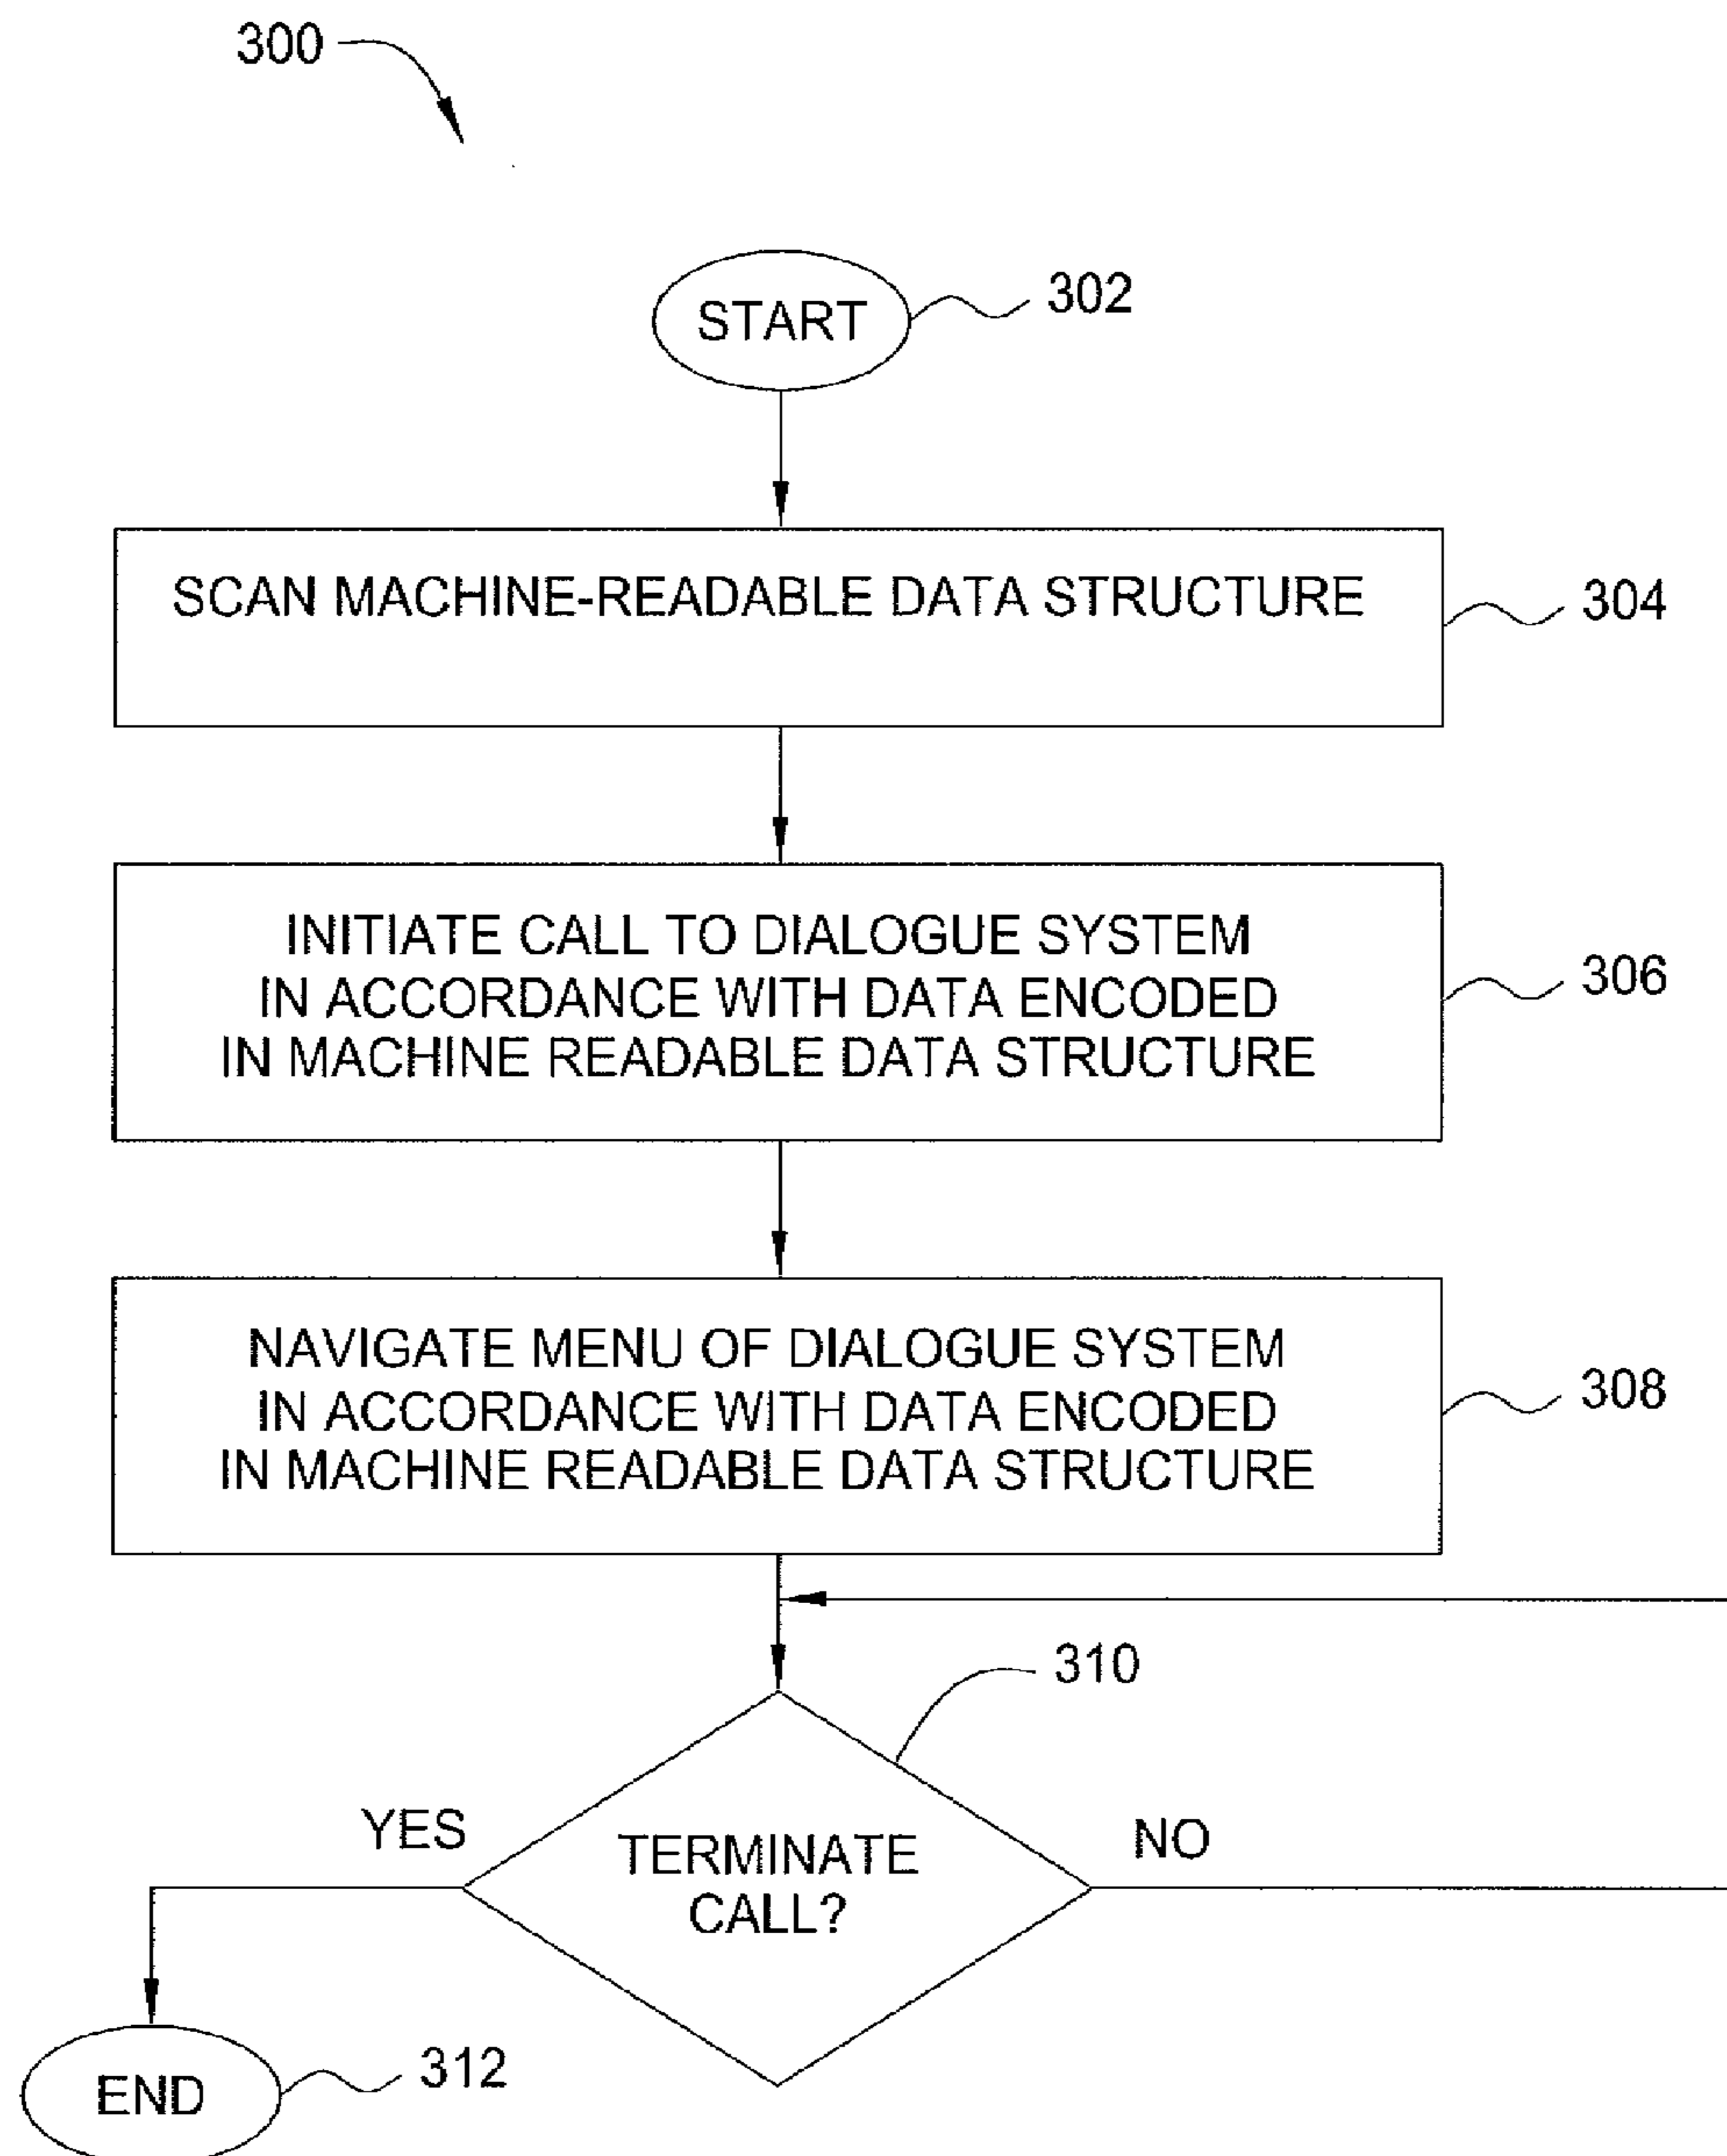 300
START
302
SCAN MACHINE-READABLE DATA STRUCTURE
304
INITIATE CALL TO DIALOGUE SYSTEM
IN ACCORDANCE WITH DATA ENCODED
IN MACHINE READABLE DATA STRUCTURE
306
NAVIGATE MENU OF DIALOGUE SYSTEM
IN ACCORDANCE WITH DATA ENCODED
IN MACHINE READABLE DATA STRUCTURE
308
310
YES
TERMINATE
CALL?
NO
END
312